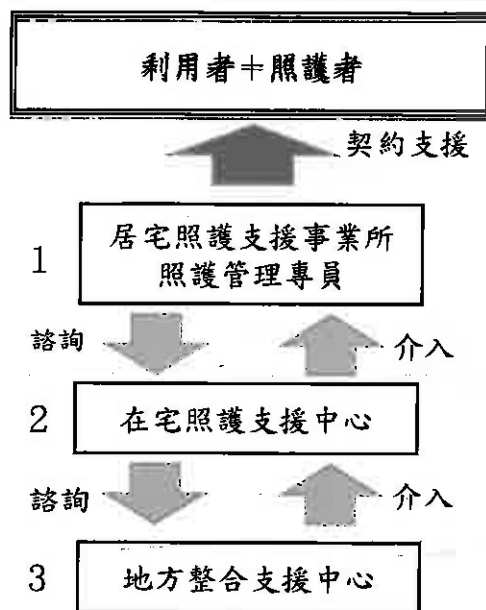 利用者＋照護者
契約支援
1
居宅照護支援事業所
照護管理專員
諮詢
介入
2
在宅照護支援中心
諮詢
介入
3
地方整合支援中心